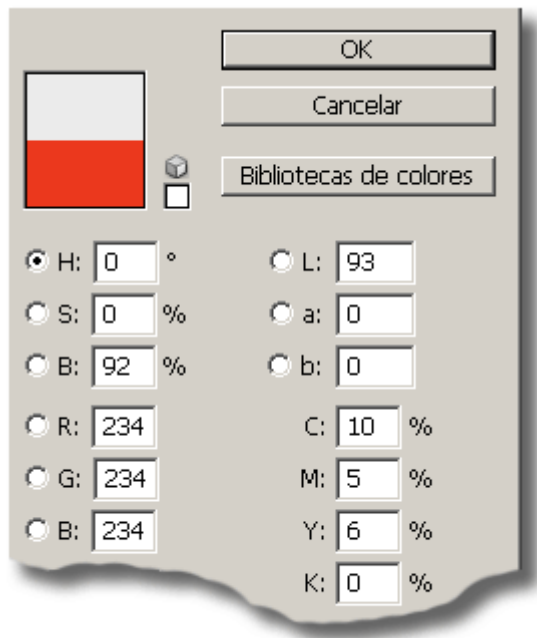 OK
Cancelar
Bibliotecas de colores
H: 0 ° L: 93
S: 0 % a: 0
B: 92 % b: 0
R: 234 C: 10 %
G: 234 M: 5 %
B: 234 Y: 6 %
K: 0 %